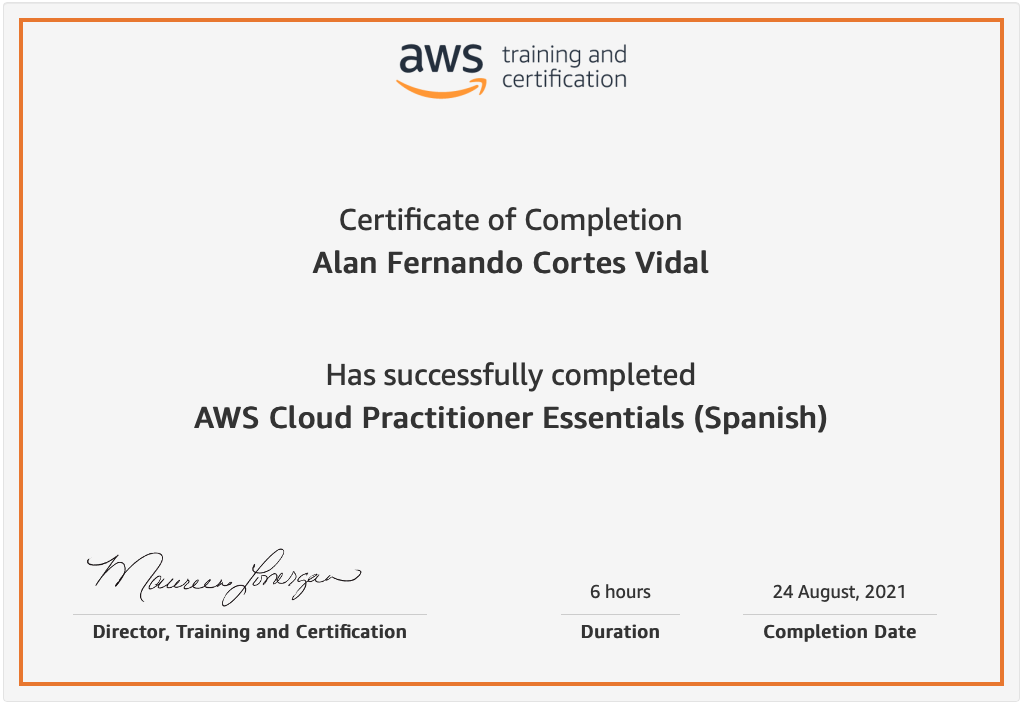 aws training and
certification
Certificate of Completion
Alan Fernando Cortes Vidal
Has successfully completed
AWS Cloud Practitioner Essentials (Spanish)
Maureen Lonergan
6 hours
24 August, 2021
Director, Training and Certification
Duration
Completion Date